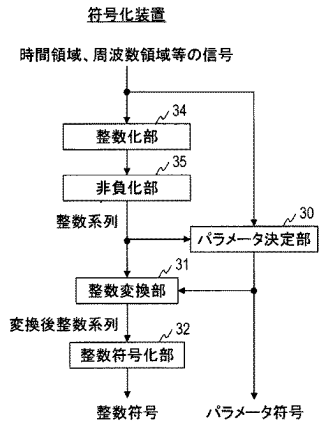 符号化装置
時間領域、周波数領域等の信号
34
整数化部
35
非負化部
整数系列
30
パラメータ決定部
31
整数変換部
変換後整数系列
32
整数符号化部
整数符号
パラメータ符号